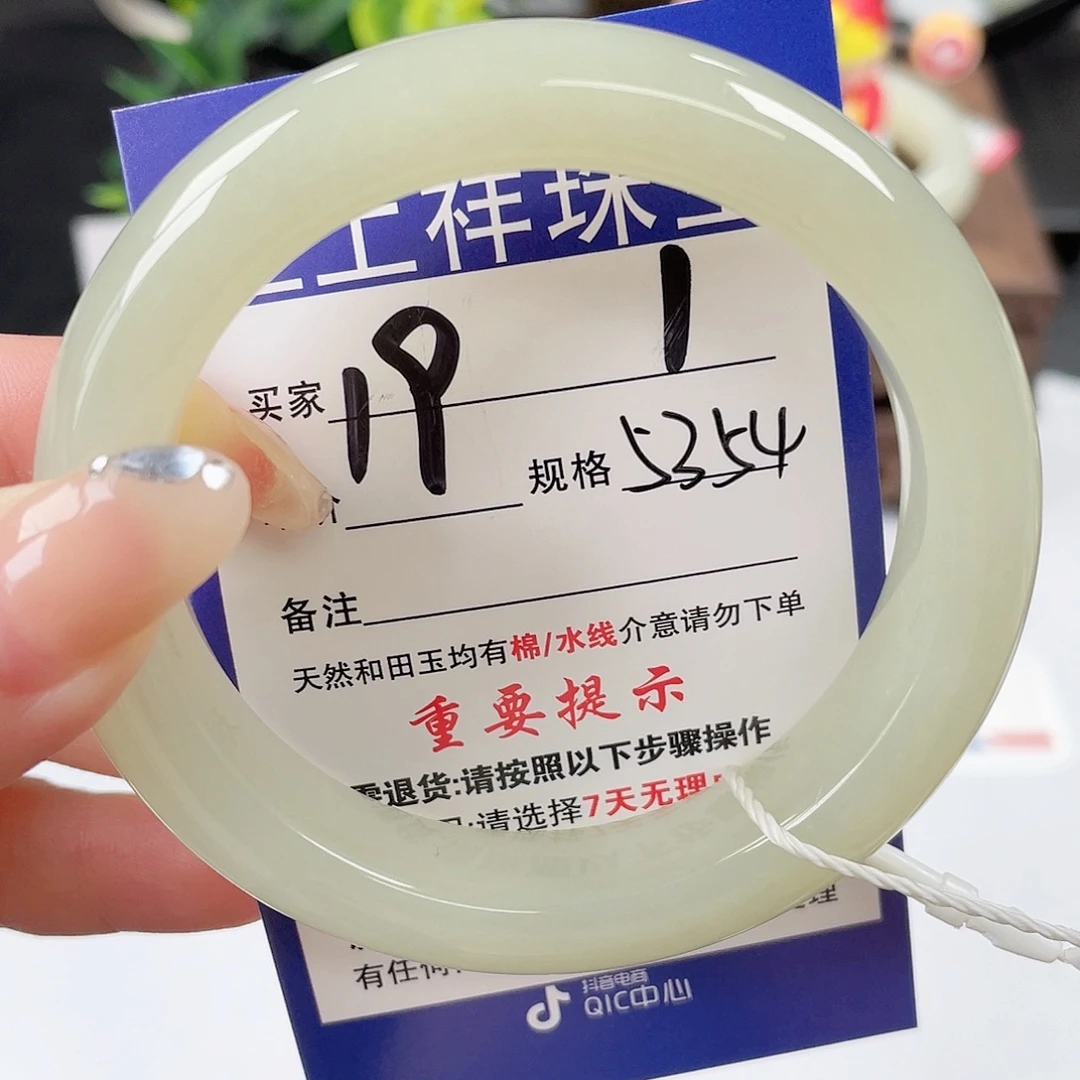 上祥珠
1
买家 19
规格 5354
备注
天然和田玉均有棉/水线介意请勿下单
重要提示
退货:请按照以下步骤操作
:请选择7天无理
理
有任何
抖音电商
QIC中心